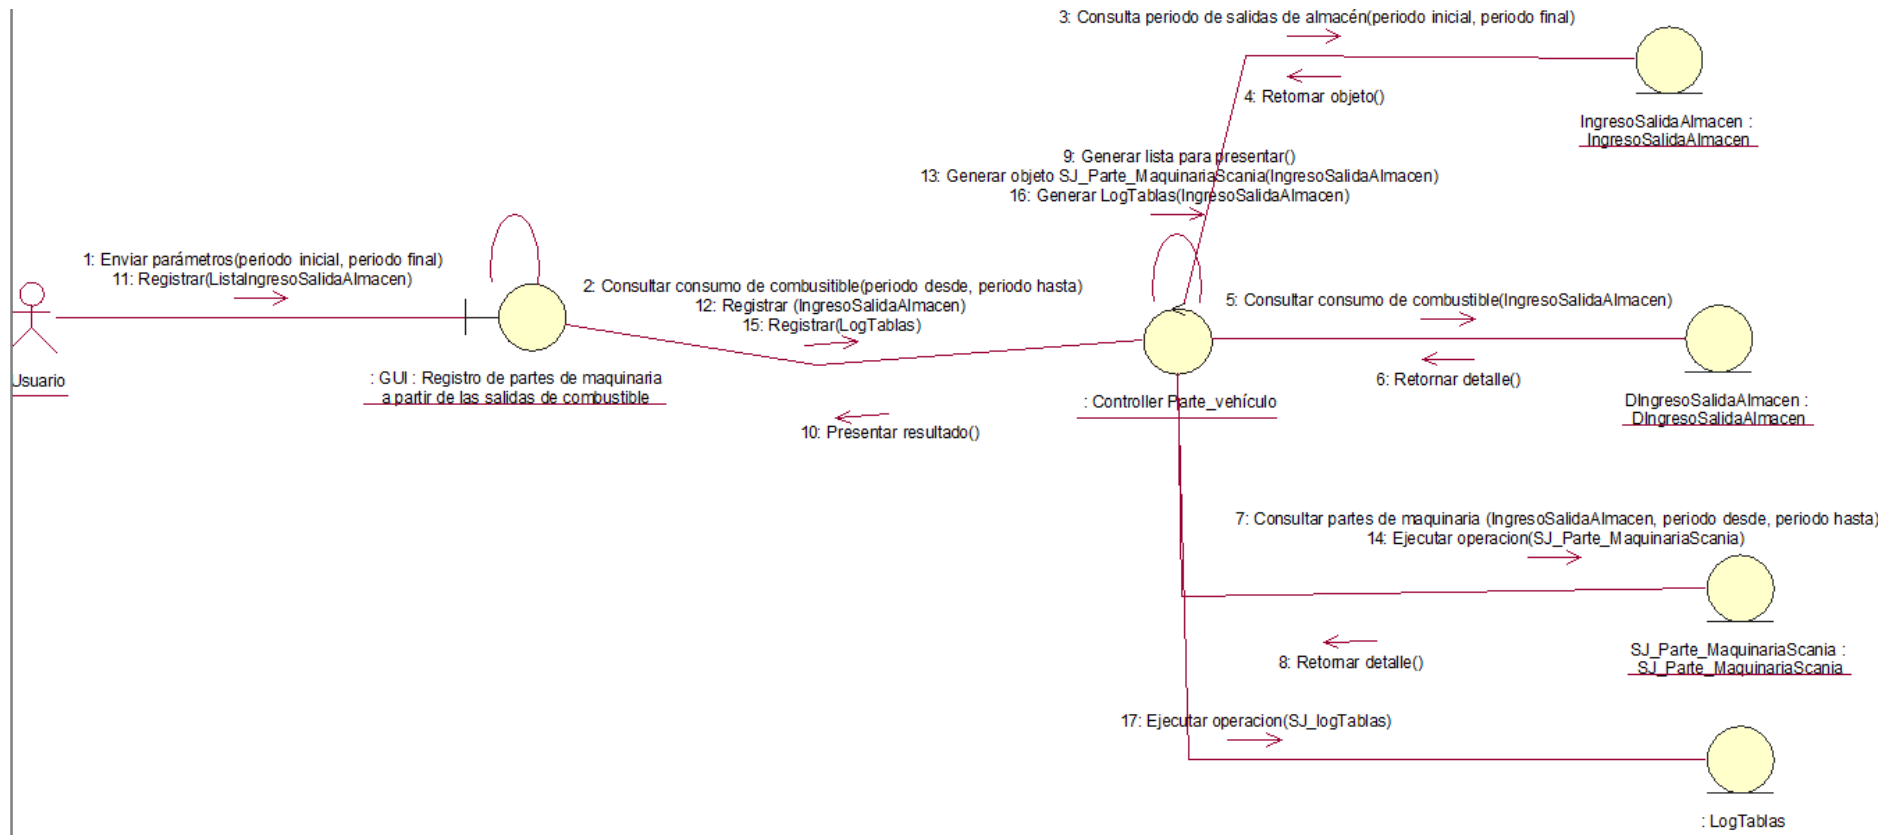 3: Consulta periodo de salidas de almacén(periodo inicial, periodo final)
4: Retornar objeto()
IngresoSalidaAlmacen :
IngresoSalidaAlmacen
9: Generar lista para presentar()
13: Generar objeto SJ_Parte_MaquinariaScania(IngresoSalidaAlmacen)
16: Generar LogTablas(IngresoSalidaAlmacen)
1: Enviar parámetros(periodo inicial, periodo final)
11: Registrar(ListaIngresoSalidaAlmacen)
2: Consultar consumo de combusitible(periodo desde, periodo hasta)
12: Registrar (IngresoSalidaAlmacen)
15: Registrar(LogTablas)
5: Consultar consumo de combustible(IngresoSalidaAlmacen)
6: Retornar detalle()
Usuario
: GUI : Registro de partes de maquinaria
a partir de las salidas de combustible
: Controller Parte_vehículo
DIngresoSalidaAlmacen :
DIngresoSalidaAlmacen
10: Presentar resultado()
7: Consultar partes de maquinaria (IngresoSalidaAlmacen, periodo desde, periodo hasta)
14: Ejecutar operacion(SJ_Parte_MaquinariaScania)
8: Retornar detalle()
SJ_Parte_MaquinariaScania :
SJ_Parte_MaquinariaScania
17: Ejecutar operacion(SJ_logTablas)
: LogTablas